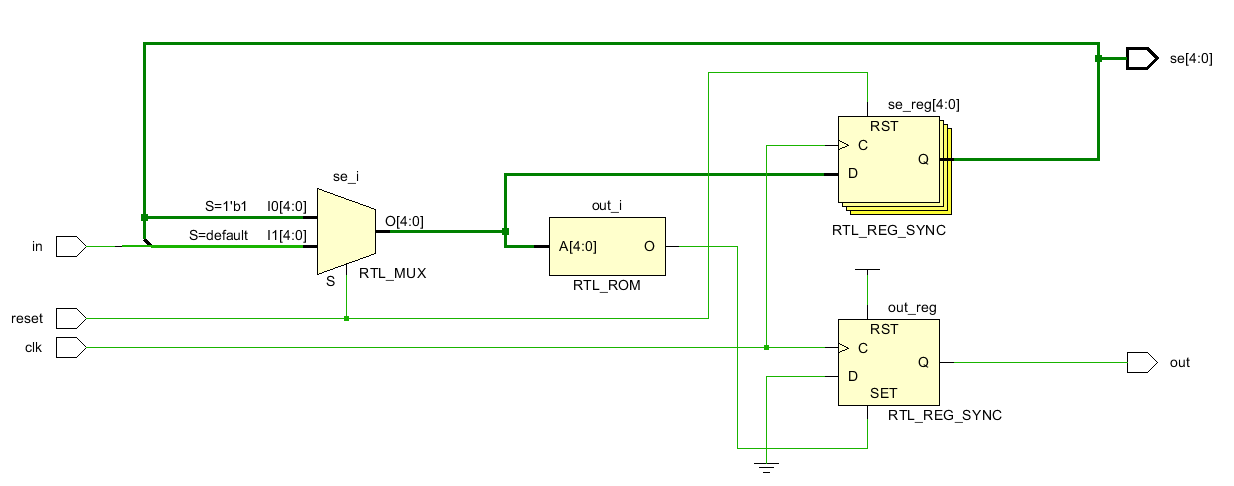 se[4:0]
se_reg[4:0]
RST
C
D
Q
RTL_REG_SYNC
se_i
S=1'b1 I0[4:0]
S=default I1[4:0]
O[4:0]
S
RTL_MUX
out_i
A[4:0] O
RTL_ROM
in
reset
clk
out_reg
RST
C
D
Q
SET
RTL_REG_SYNC
out